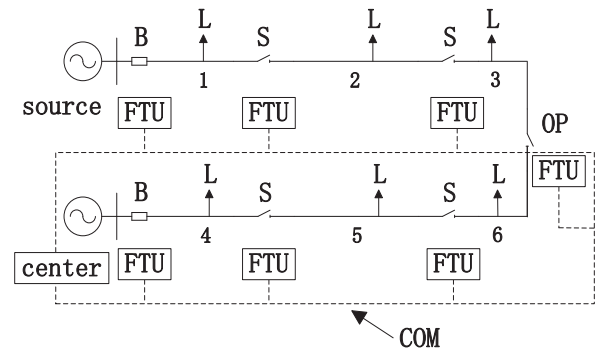 B L S L S L
1 2 3
source FTU FTU FTU OP
B L S L S L FTU
4 5 6
center FTU FTU FTU
COM